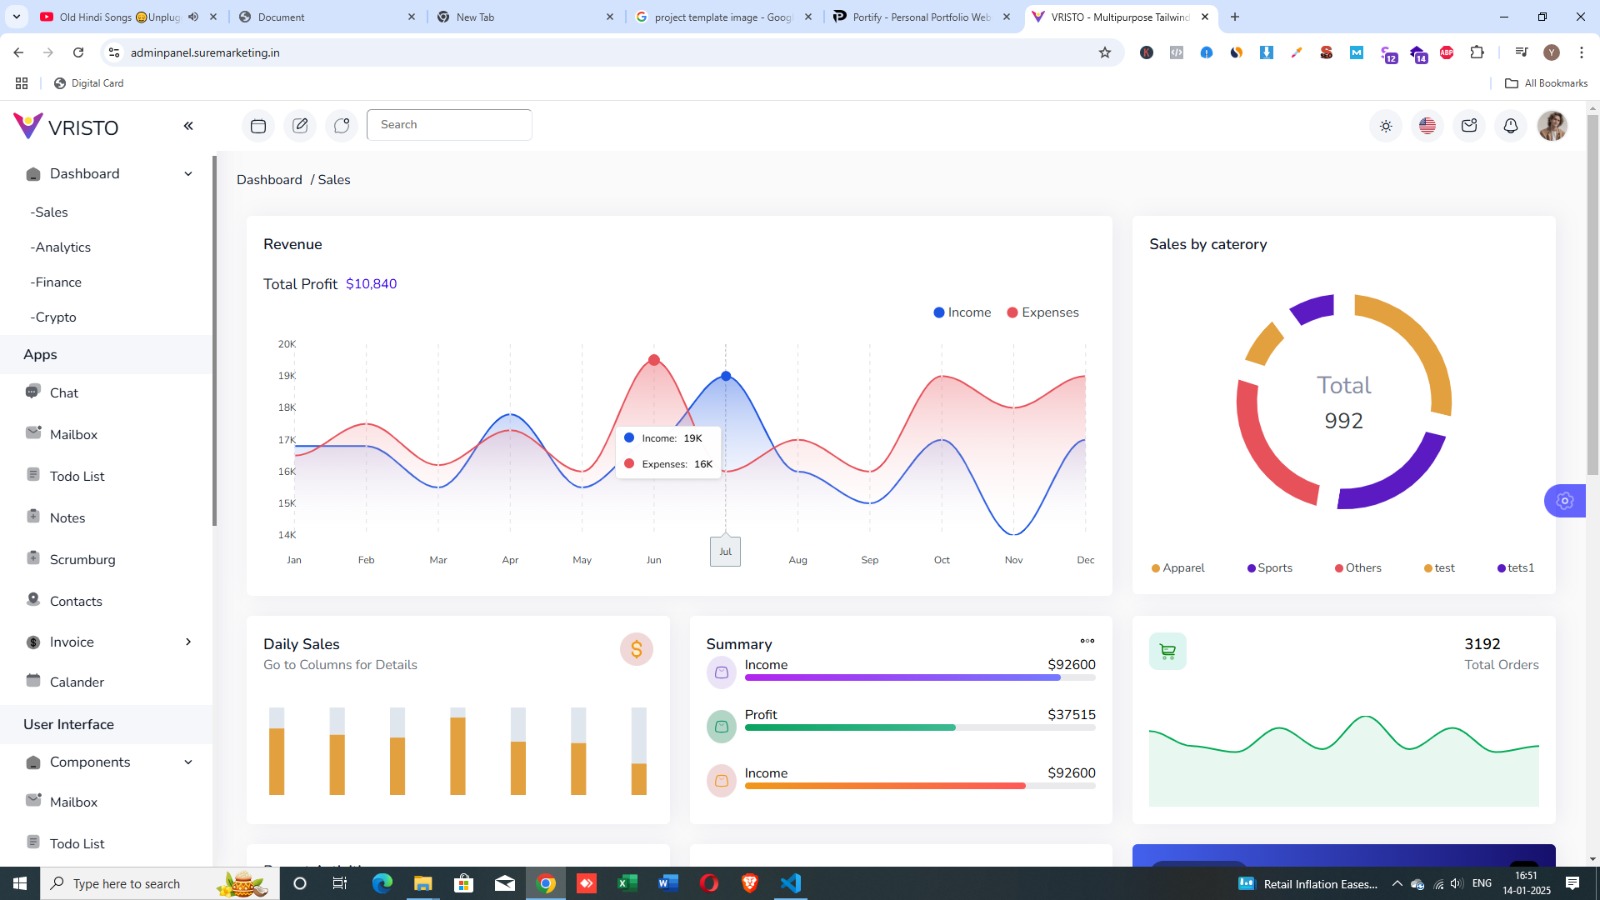 Old Hindi Songs 😄Unplug
Document
New Tab
project template image - Goog
Portify - Personal Portfolio Web
VRISTO - Multipurpose Tailwind
adminpanel.suremarketing.in
12
14
ABP
Y
Digital Card
All Bookmarks
VRISTO
Search
Dashboard
-Sales
-Analytics
-Finance
-Crypto
Apps
Chat
Mailbox
Todo List
Notes
Scrumburg
Contacts
Invoice
Calander
User Interface
Components
Mailbox
Todo List
Dashboard / Sales
Revenue
Total Profit $10,840
Income Expenses
20K
19K
18K
17K
16K
15K
14K
Income: 19K
Expenses: 16K
Jan Feb Mar Apr May Jun Jul Aug Sep Oct Nov Dec
Sales by caterory
Total
992
Apparel Sports Others test tets1
Daily Sales
Go to Columns for Details
Summary
Income $92600
Profit $37515
Income $92600
3192
Total Orders
Type here to search
Retail Inflation Eases...
ENG
16:51
14-01-2025